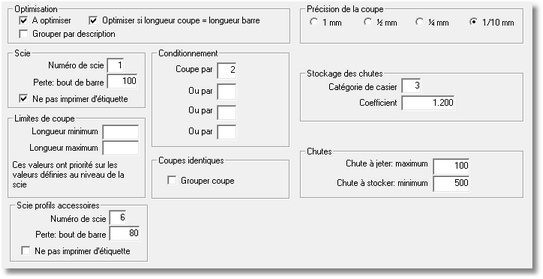 Optimisation
A optimiser
Optimiser si longueur coupe = longueur barre
Grouper par description
Précision de la coupe
1 mm
½ mm
¼ mm
1/10 mm
Scie
Numéro de scie 1
Perte: bout de barre 100
Ne pas imprimer d'étiquette
Conditionnement
Coupe par 2
Ou par
Ou par
Ou par
Stockage des chutes
Catégorie de casier 3
Coefficient 1.200
Limites de coupe
Longueur minimum
Longueur maximum
Ces valeurs ont priorité sur les
valeurs définies au niveau de la
scie
Coupes identiques
Grouper coupe
Chutes
Chute à jeter: maximum 100
Chute à stocker: minimum 500
Scie profils accessoires
Numéro de scie 6
Perte: bout de barre 80
Ne pas imprimer d'étiquette